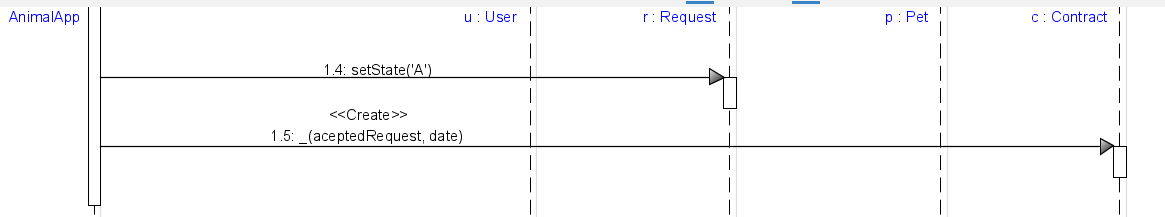 AnimalApp
u : User
r : Request
p : Pet
c : Contract
1.4: setState('A')
<<Create>>
1.5: _(aceptedRequest, date)